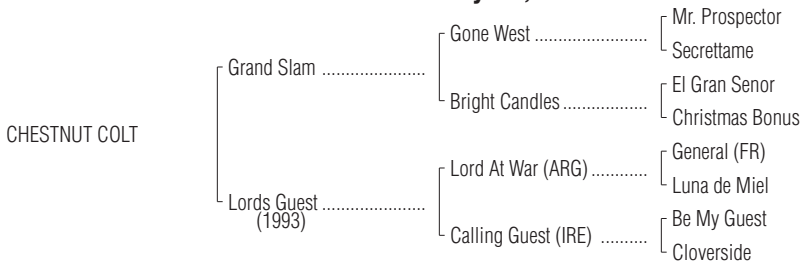 Mr. Prospector
Gone West ........................
Secrettame
Grand Slam ......................
El Gran Senor
Bright Candles ..................
Christmas Bonus
CHESTNUT COLT
General (FR)
Lord At War (ARG) ............
Luna de Miel
Lords Guest ......................
(1993)
Be My Guest
Calling Guest (IRE) ..........
Cloverside